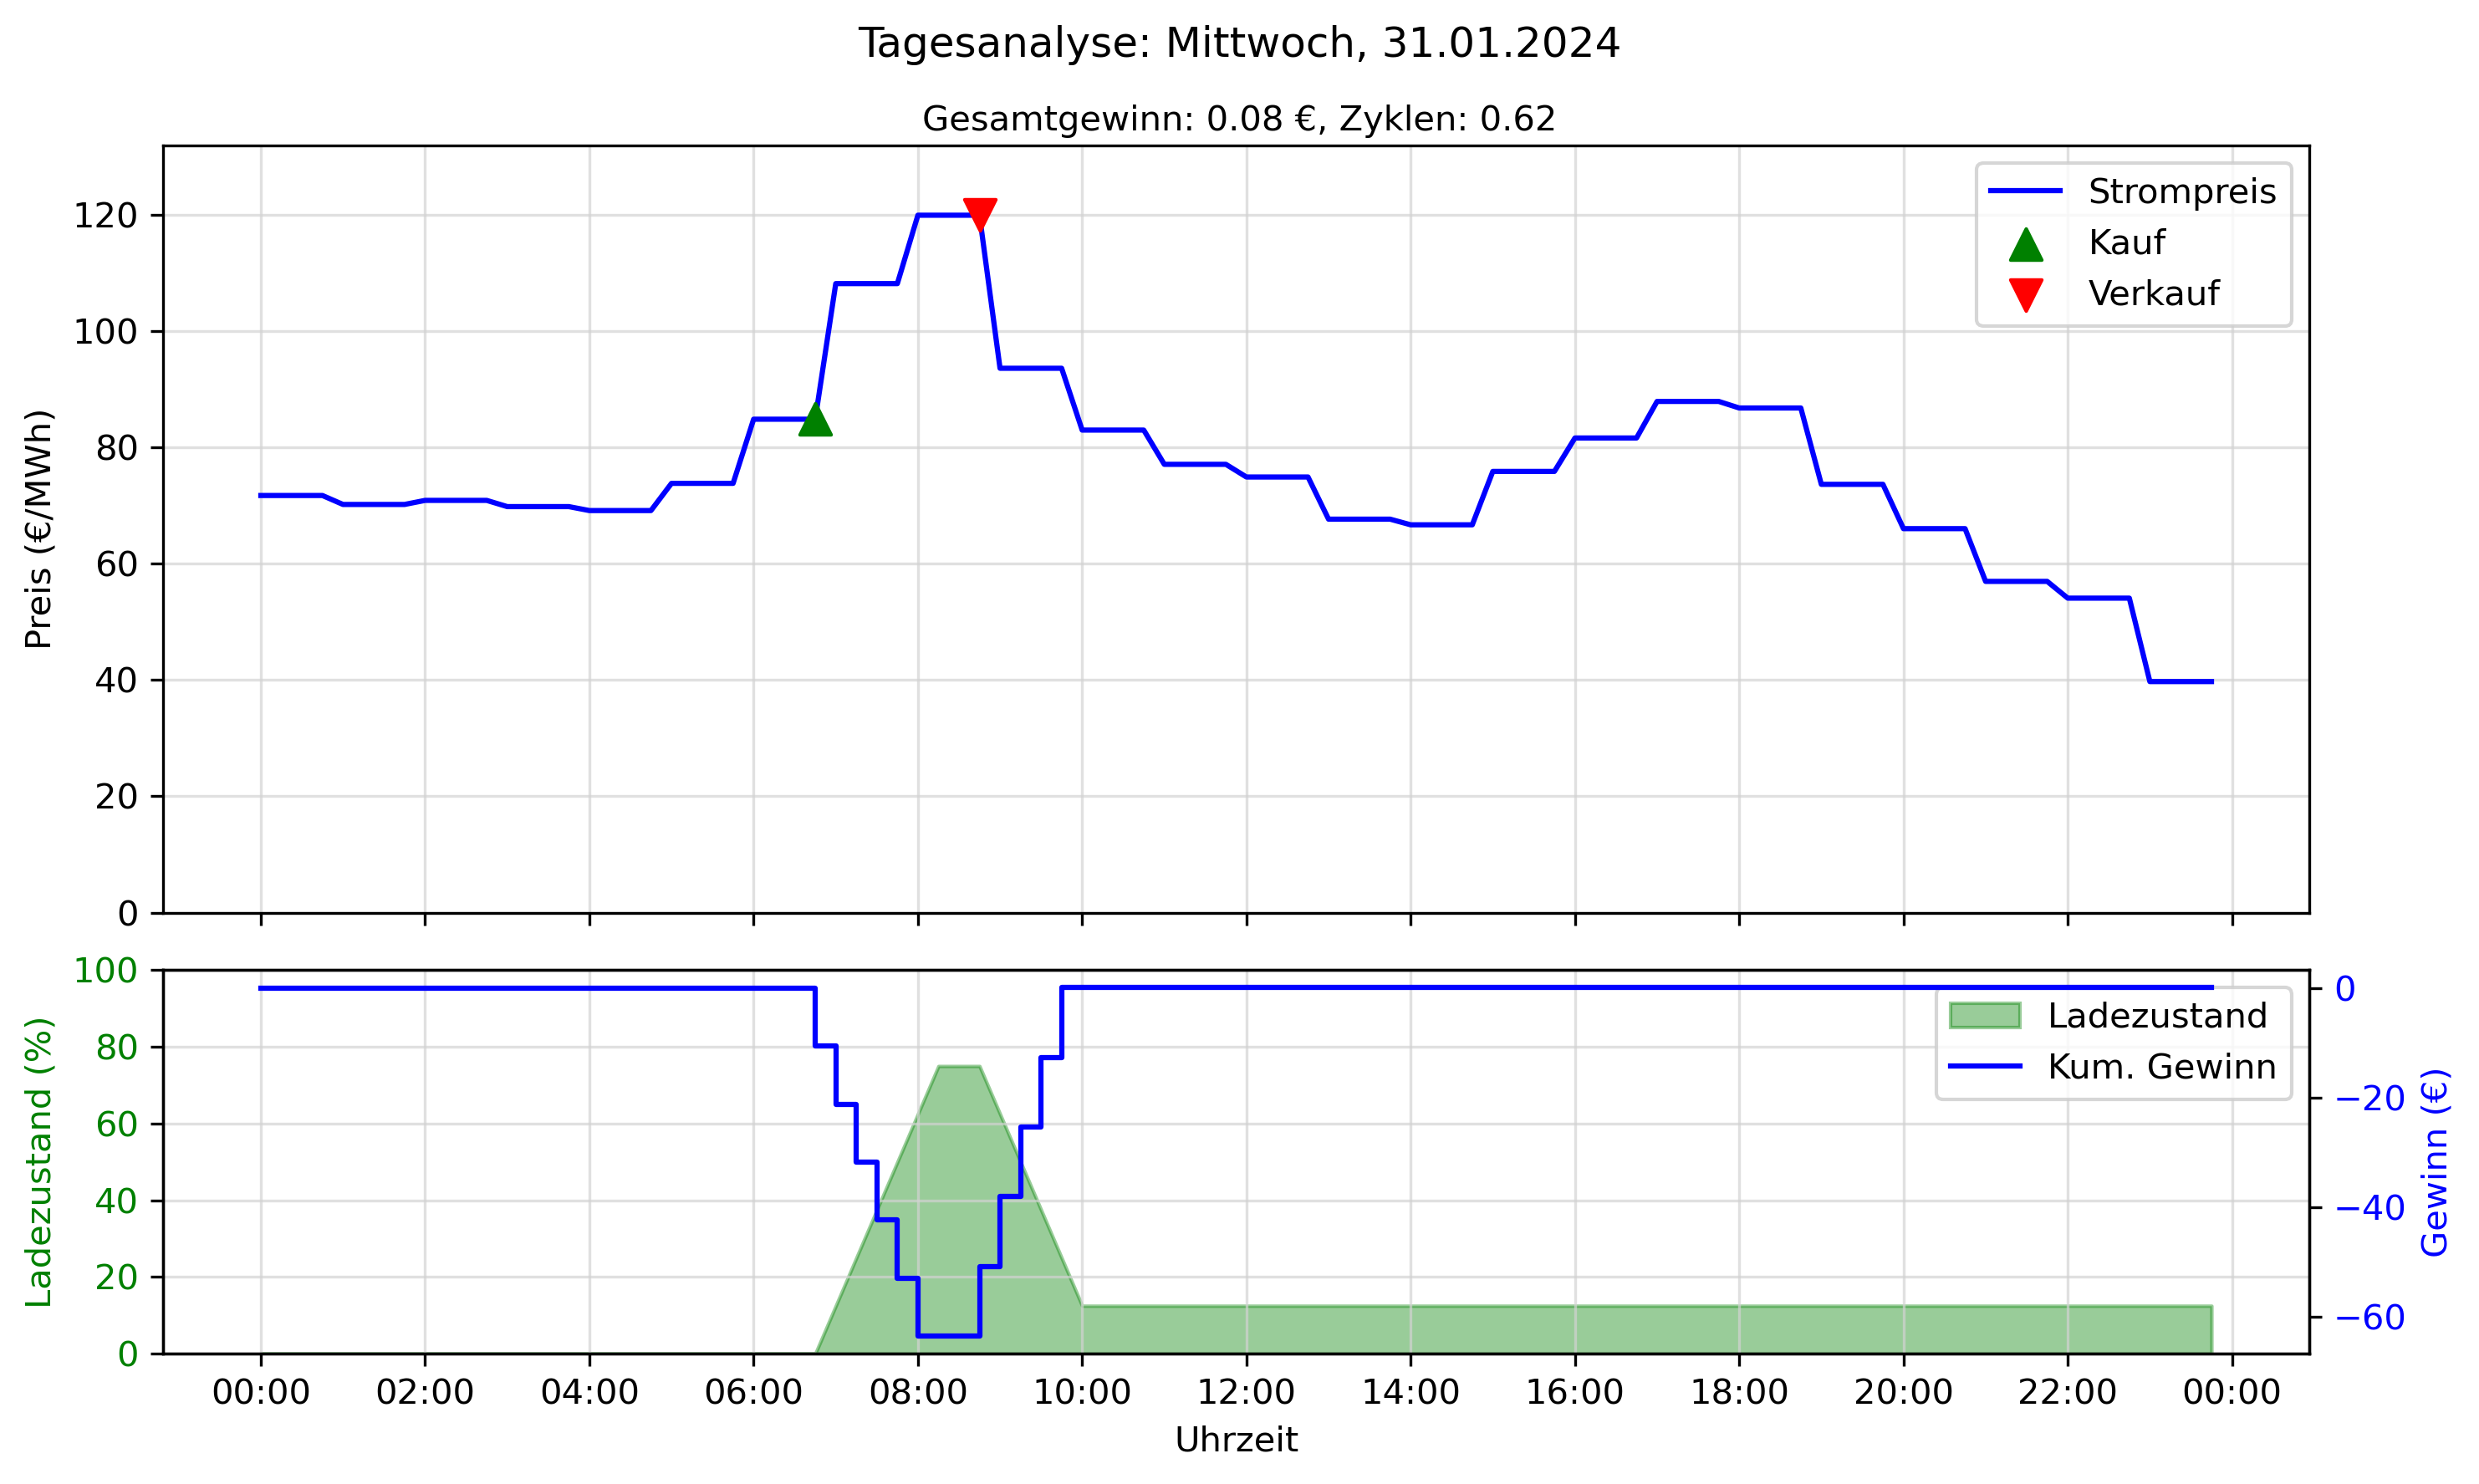 Tagesanalyse: Mittwoch, 31.01.2024
Gesamtgewinn: 0.08 €, Zyklen: 0.62
Preis (€/MWh)
120
100
80
60
40
20
0
Strompreis
Kauf
Verkauf
Ladezustand (%)
100
80
60
40
20
0
Ladezustand
Kum. Gewinn
0
−20
−40
−60
Gewinn (€)
00:00 02:00 04:00 06:00 08:00 10:00 12:00 14:00 16:00 18:00 20:00 22:00 00:00
Uhrzeit